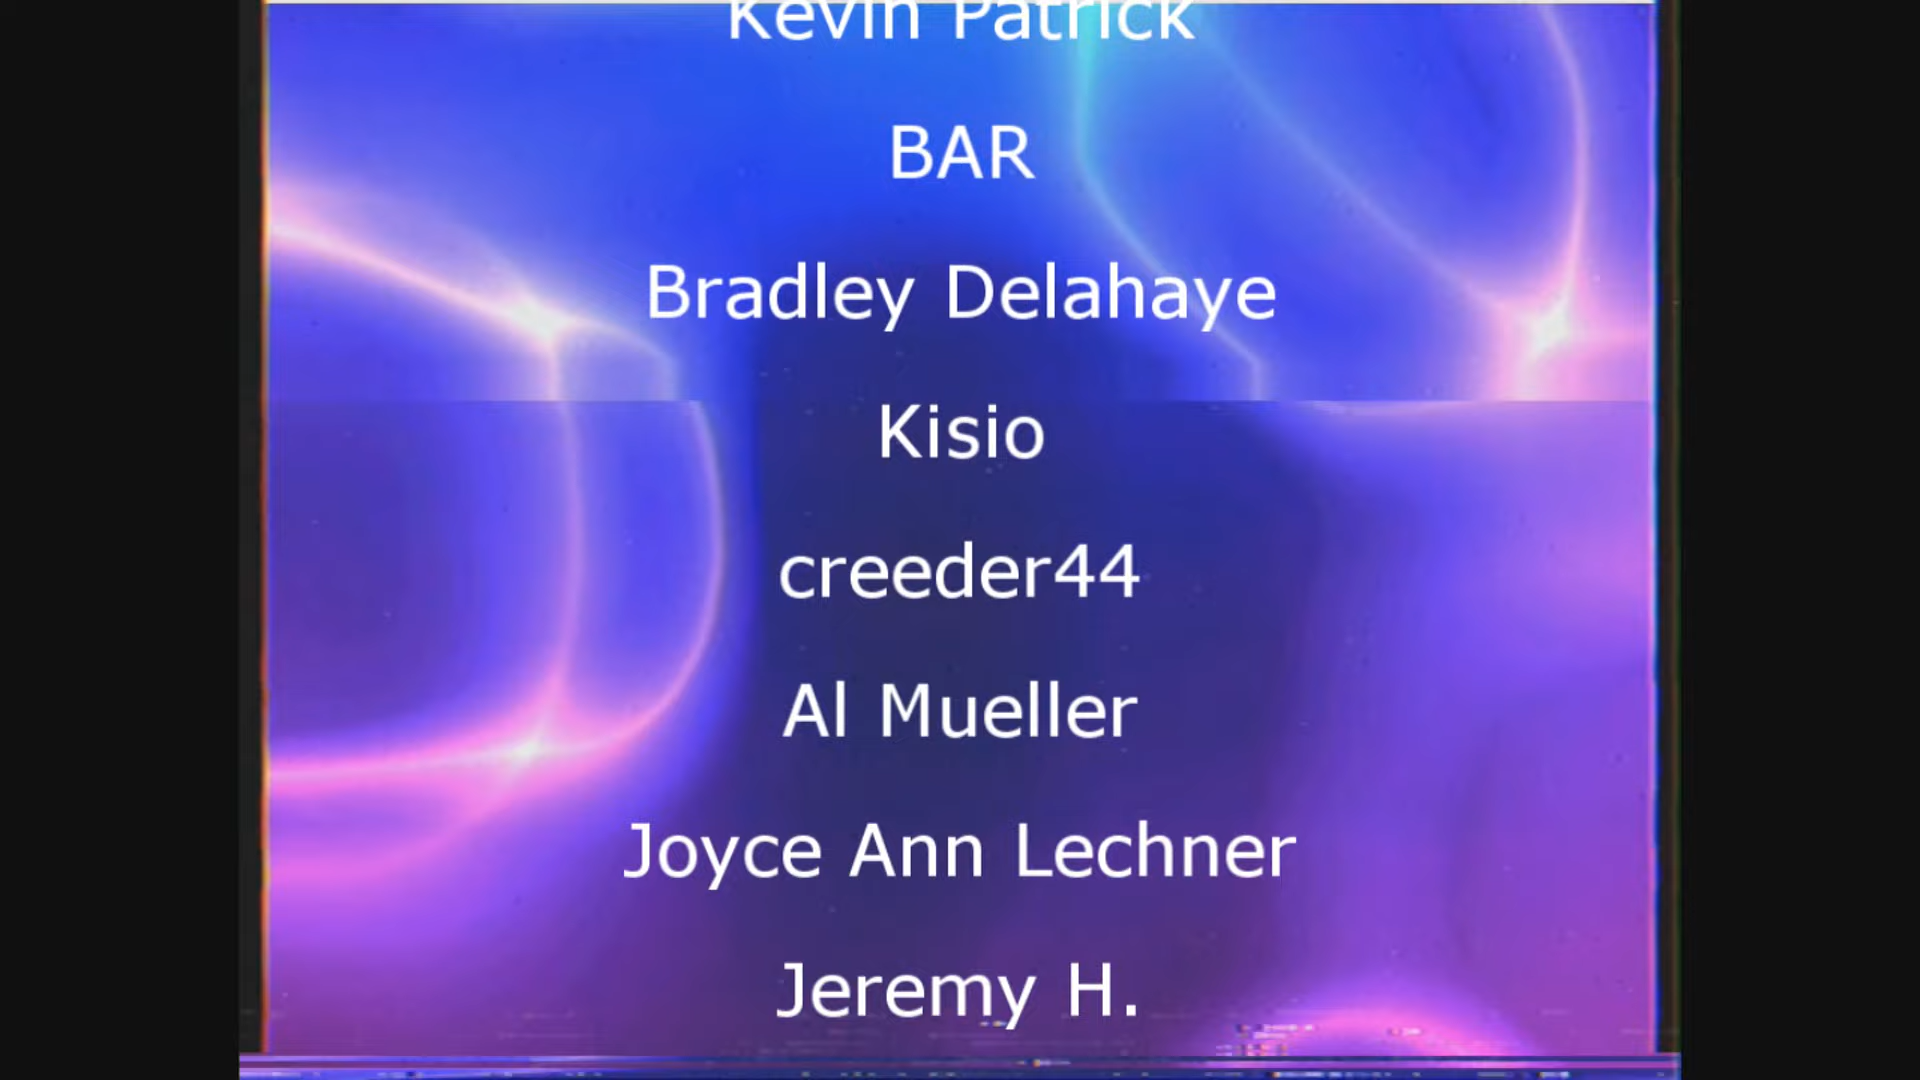 Kevin Patrick
BAR
Bradley Delahaye
Kisio
creeder44
Al Mueller
Joyce Ann Lechner
Jeremy H.